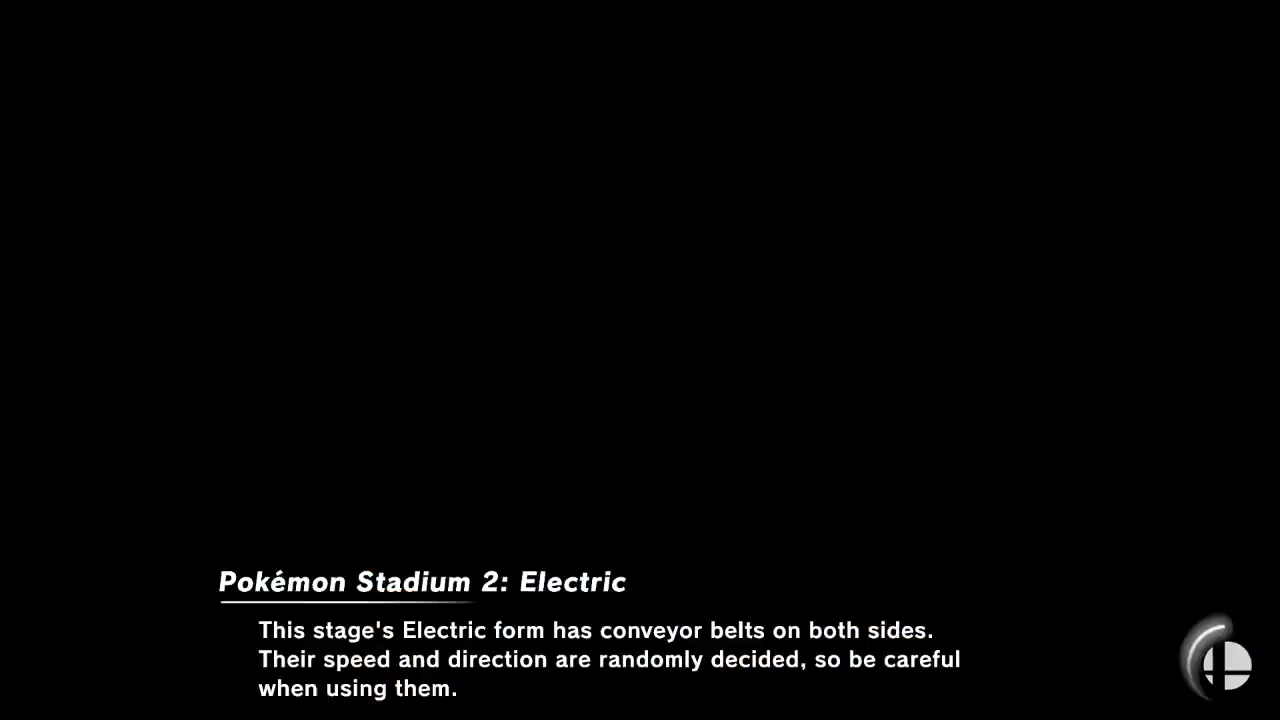 Pokémon Stadium 2: Electric
This stage's Electric form has conveyor belts on both sides.
Their speed and direction are randomly decided, so be careful
when using them.